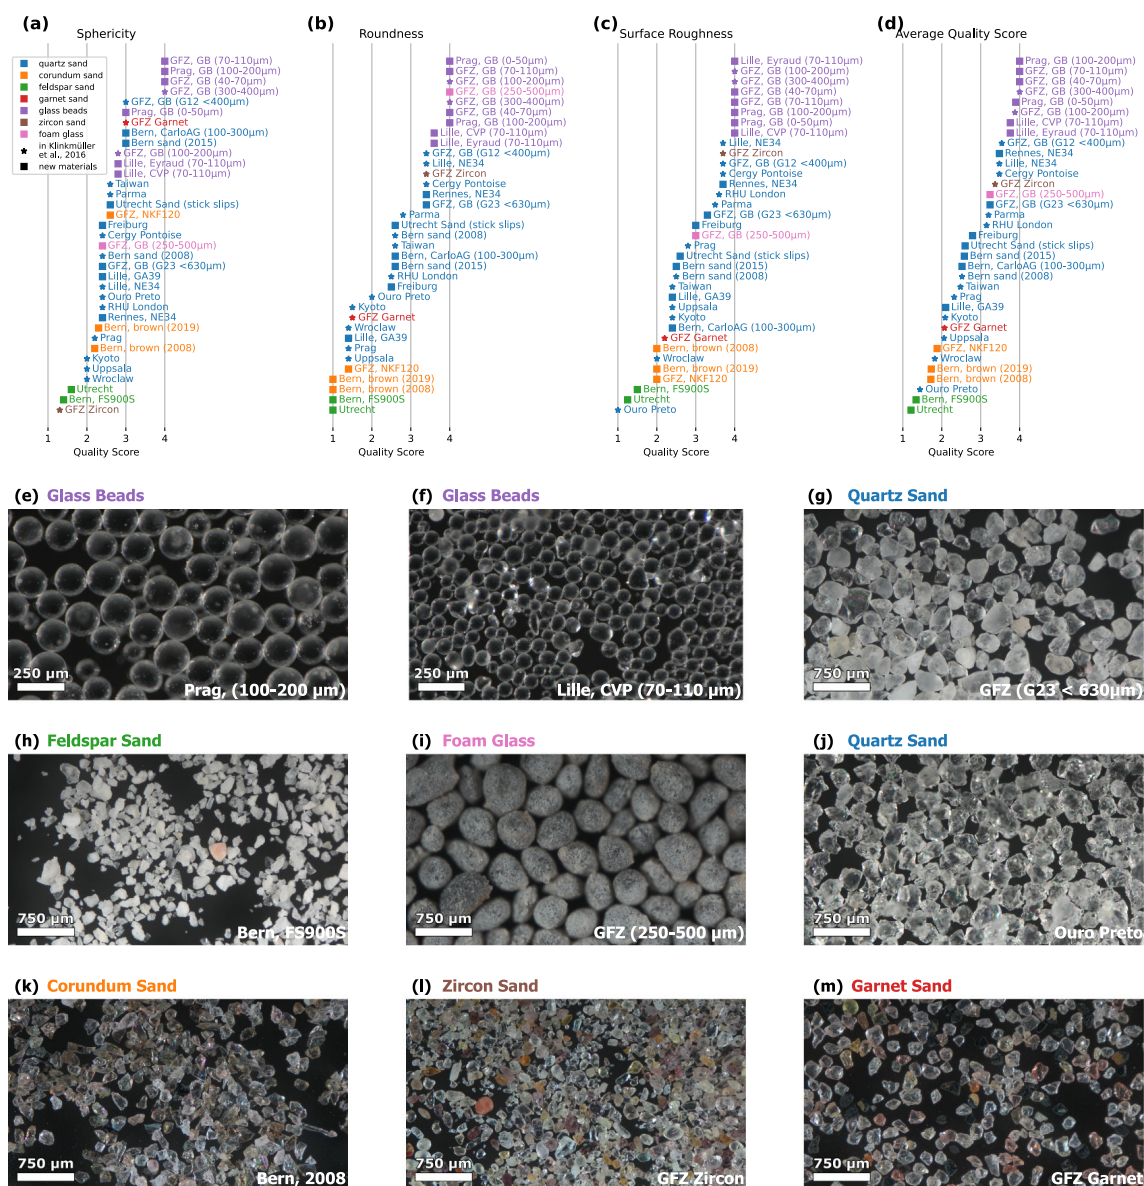 (a)
Sphericity
quartz sand
corundum sand
feldspar sand
garnet sand
glass beads
zircon sand
foam glass
in Klinkmüller
et al., 2016
new materials
GFZ, GB (70-110μm)
Prag, GB (100-200μm)
GFZ, GB (40-70μm)
GFZ, GB (300-400μm)
GFZ, GB (G12 <400μm)
Prag, GB (0-50μm)
GFZ Garnet
Bern, CarloAG (100-300μm)
Bern sand (2015)
GFZ, GB (100-200μm)
Lille, Eyraud (70-110μm)
Lille, CVP (70-110μm)
Taiwan
Parma
Utrecht Sand (stick slips)
GFZ, NKF120
Freiburg
Cergy Pontoise
GFZ, GB (250-500μm)
Bern sand (2008)
GFZ, GB (G23 <630μm)
Lille, GA39
Lille, NE34
Ouro Preto
RHU London
Rennes, NE34
Bern, brown (2019)
Prag
Bern, brown (2008)
Kyoto
Uppsala
Wroclaw
Utrecht
Bern, FS900S
GFZ Zircon
1 2 3 4
Quality Score
(b)
Roundness
Prag, GB (0-50μm)
GFZ, GB (70-110μm)
GFZ, GB (100-200μm)
GFZ, GB (250-500μm)
GFZ, GB (300-400μm)
GFZ, GB (40-70μm)
Prag, GB (100-200μm)
Lille, CVP (70-110μm)
Lille, Eyraud (70-110μm)
GFZ, GB (G12 <400μm)
Lille, NE34
GFZ Zircon
Cergy Pontoise
Rennes, NE34
GFZ, GB (G23 <630μm)
Parma
Utrecht Sand (stick slips)
Bern sand (2008)
Taiwan
Bern, CarloAG (100-300μm)
Bern sand (2015)
RHU London
Freiburg
Ouro Preto
Kyoto
GFZ Garnet
Wroclaw
Lille, GA39
Prag
Uppsala
GFZ, NKF120
Bern, brown (2019)
Bern, brown (2008)
Bern, FS900S
Utrecht
1 2 3 4
Quality Score
(c)
Surface Roughness
Lille, Eyraud (70-110μm)
GFZ, GB (100-200μm)
GFZ, GB (300-400μm)
GFZ, GB (40-70μm)
GFZ, GB (70-110μm)
Prag, GB (100-200μm)
Prag, GB (0-50μm)
Lille, CVP (70-110μm)
Lille, NE34
GFZ Zircon
GFZ, GB (G12 <400μm)
Cergy Pontoise
Rennes, NE34
RHU London
Parma
GFZ, GB (G23 <630μm)
Freiburg
GFZ, GB (250-500μm)
Prag
Utrecht Sand (stick slips)
Bern sand (2015)
Bern sand (2008)
Taiwan
Lille, GA39
Uppsala
Kyoto
Bern, CarloAG (100-300μm)
GFZ Garnet
Bern, brown (2008)
Wroclaw
Bern, brown (2019)
GFZ, NKF120
Bern, FS900S
Utrecht
Ouro Preto
1 2 3 4
Quality Score
(d)
Average Quality Score
Prag, GB (100-200μm)
GFZ, GB (70-110μm)
GFZ, GB (40-70μm)
GFZ, GB (300-400μm)
Prag, GB (0-50μm)
GFZ, GB (100-200μm)
Lille, CVP (70-110μm)
Lille, Eyraud (70-110μm)
GFZ, GB (G12 <400μm)
Rennes, NE34
Lille, NE34
Cergy Pontoise
GFZ Zircon
GFZ, GB (250-500μm)
GFZ, GB (G23 <630μm)
Parma
RHU London
Freiburg
Utrecht Sand (stick slips)
Bern sand (2015)
Bern, CarloAG (100-300μm)
Bern sand (2008)
Taiwan
Prag
Lille, GA39
Kyoto
GFZ Garnet
Uppsala
GFZ, NKF120
Wroclaw
Bern, brown (2019)
Bern, brown (2008)
Ouro Preto
Bern, FS900S
Utrecht
1 2 3 4
Quality Score
(e) Glass Beads
250 μm
Prag, (100-200 μm)
(f) Glass Beads
250 μm
Lille, CVP (70-110 μm)
(g) Quartz Sand
750 μm
GFZ (G23 < 630μm)
(h) Feldspar Sand
750 μm
Bern, FS900S
(i) Foam Glass
750 μm
GFZ (250-500 μm)
(j) Quartz Sand
750 μm
Ouro Preto
(k) Corundum Sand
750 μm
Bern, 2008
(l) Zircon Sand
750 μm
GFZ Zircon
(m) Garnet Sand
750 μm
GFZ Garnet